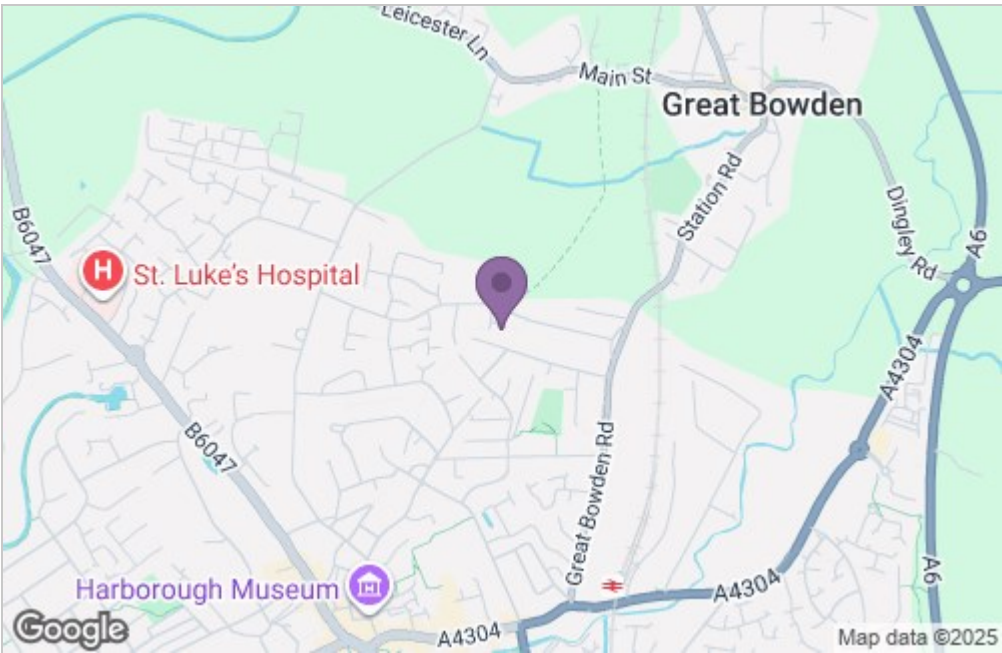 Leicester Ln
Main St
Great Bowden
Station Rd
Dingley Rd
A6
B6047
H
St. Luke's Hospital
A4304
B6047
Great Bowden Rd
A6
Harborough Museum
A4304
A4304
Google
Map data ©2025